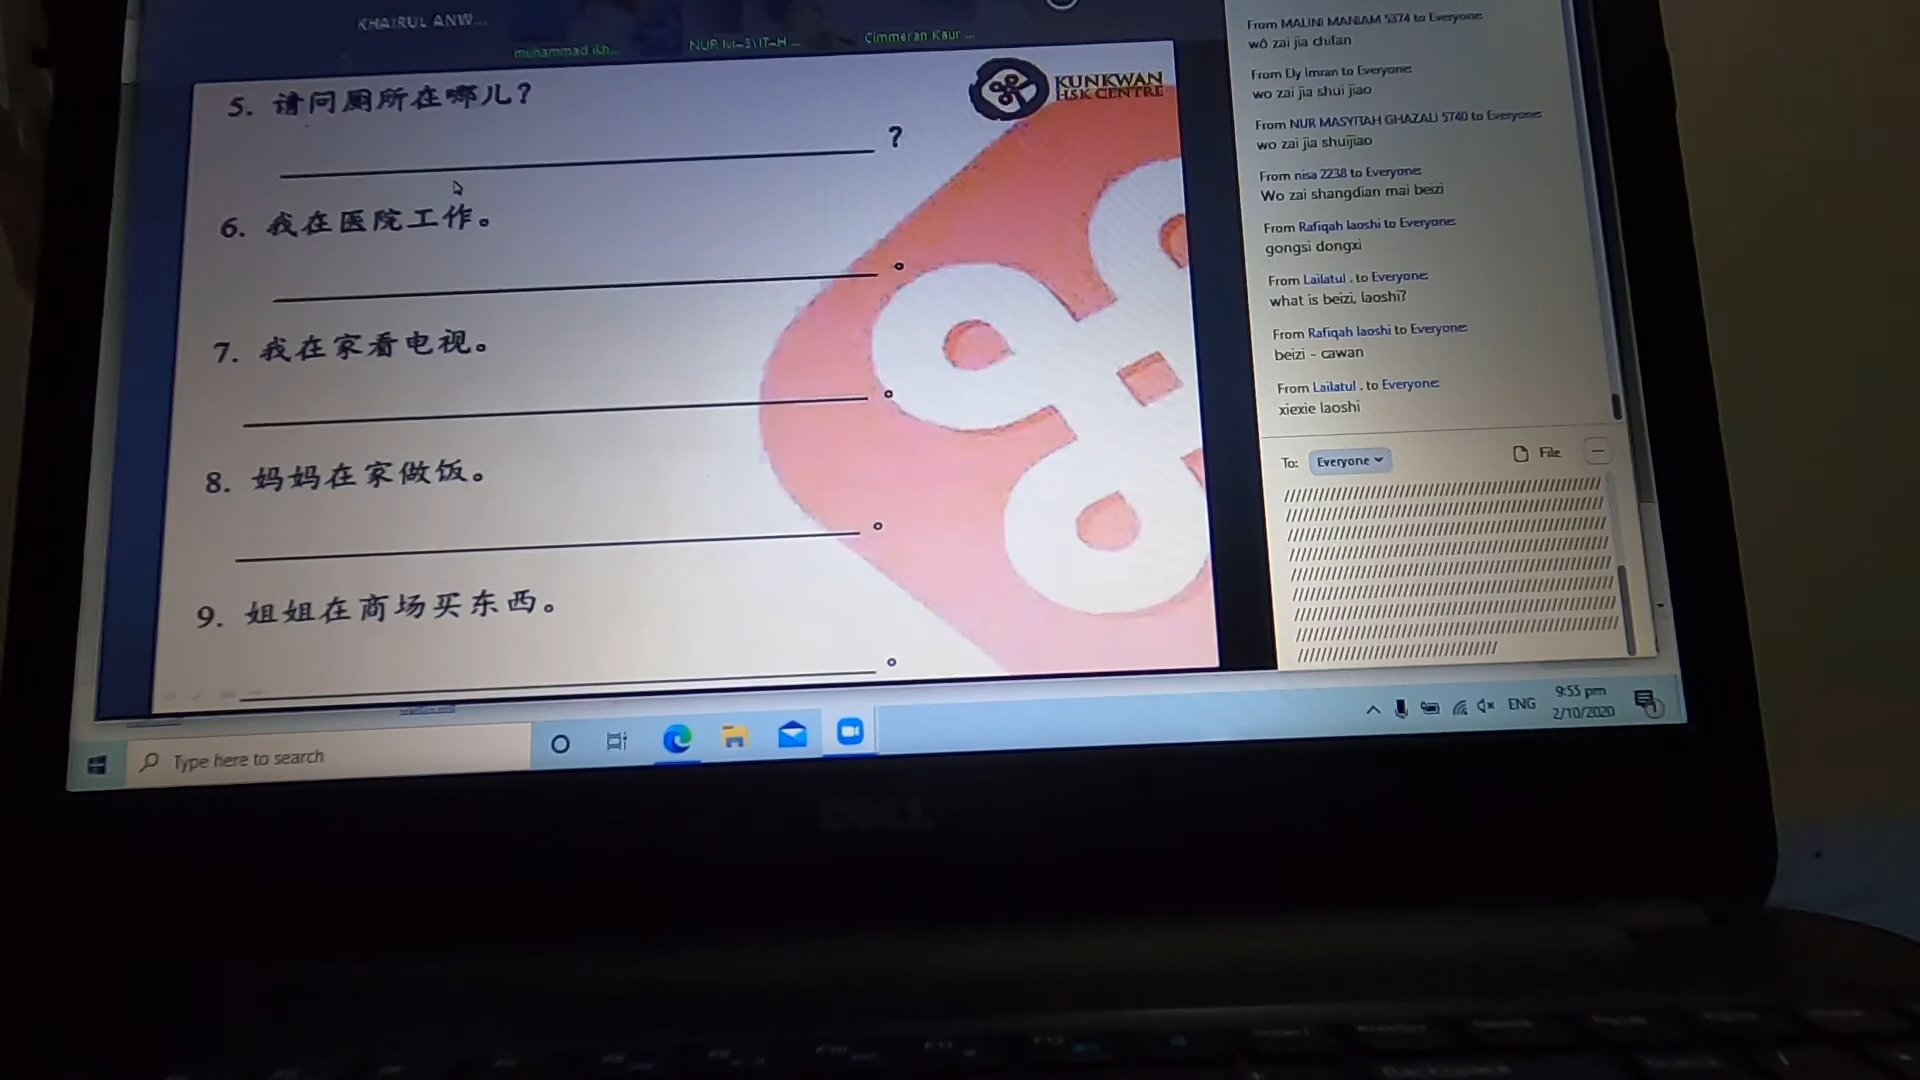 KHAIRUL ANW...
muhammad ikh...
Cimmeran Kaur ...
KUNKWAN
HSK CENTRE
5. 请问厕所在哪儿?
?
6. 我在医院工作。
。
7. 我在家看电视。
。
8. 妈妈在家做饭。
。
9. 姐姐在商场买东西。
。
From MALINI MANIAM 5374 to Everyone:
wô zai jia chifan
From Ely Imran to Everyone:
wo zai jia shui jiao
From NUR MASYITAH GHAZALI 5740 to Everyone:
wo zai jīa shuijiao
From nisa 2238 to Everyone:
Wo zai shangdian mai beizi
From Rafiqah laoshi to Everyone:
gongsi dongxi
From Lailatul . to Everyone:
what is beizi, laoshi?
From Rafiqah laoshi to Everyone:
beizi - cawan
From Lailatul . to Everyone:
xiexie laoshi
To: Everyone
File
Type here to search
ENG
9:55 pm
2/10/2020
DELL